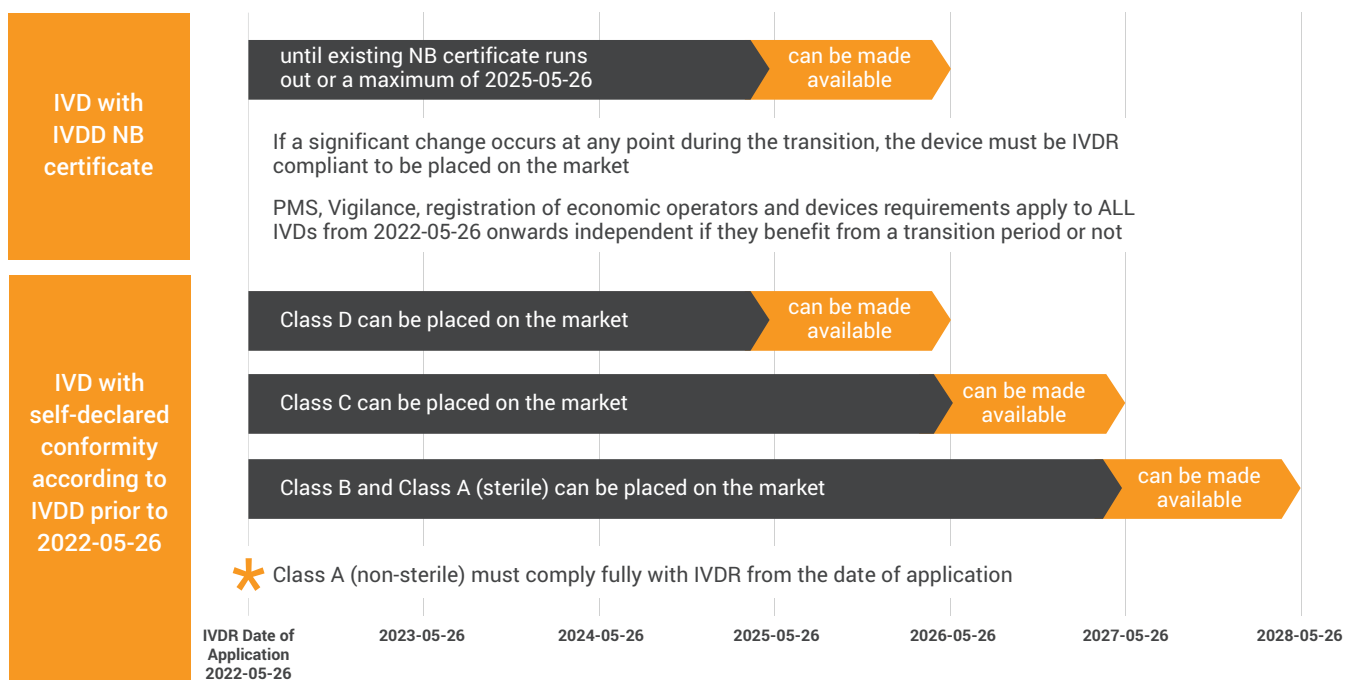 IVD with
IVDD NB
certificate
until existing NB certificate runs
out or a maximum of 2025-05-26
can be made
available
If a significant change occurs at any point during the transition, the device must be IVDR
compliant to be placed on the market
PMS, Vigilance, registration of economic operators and devices requirements apply to ALL
IVDs from 2022-05-26 onwards independent if they benefit from a transition period or not
IVD with
self-declared
conformity
according to
IVDD prior to
2022-05-26
Class D can be placed on the market
can be made
available
Class C can be placed on the market
can be made
available
Class B and Class A (sterile) can be placed on the market
can be made
available
* Class A (non-sterile) must comply fully with IVDR from the date of application
IVDR Date of
Application
2022-05-26
2023-05-26
2024-05-26
2025-05-26
2026-05-26
2027-05-26
2028-05-26